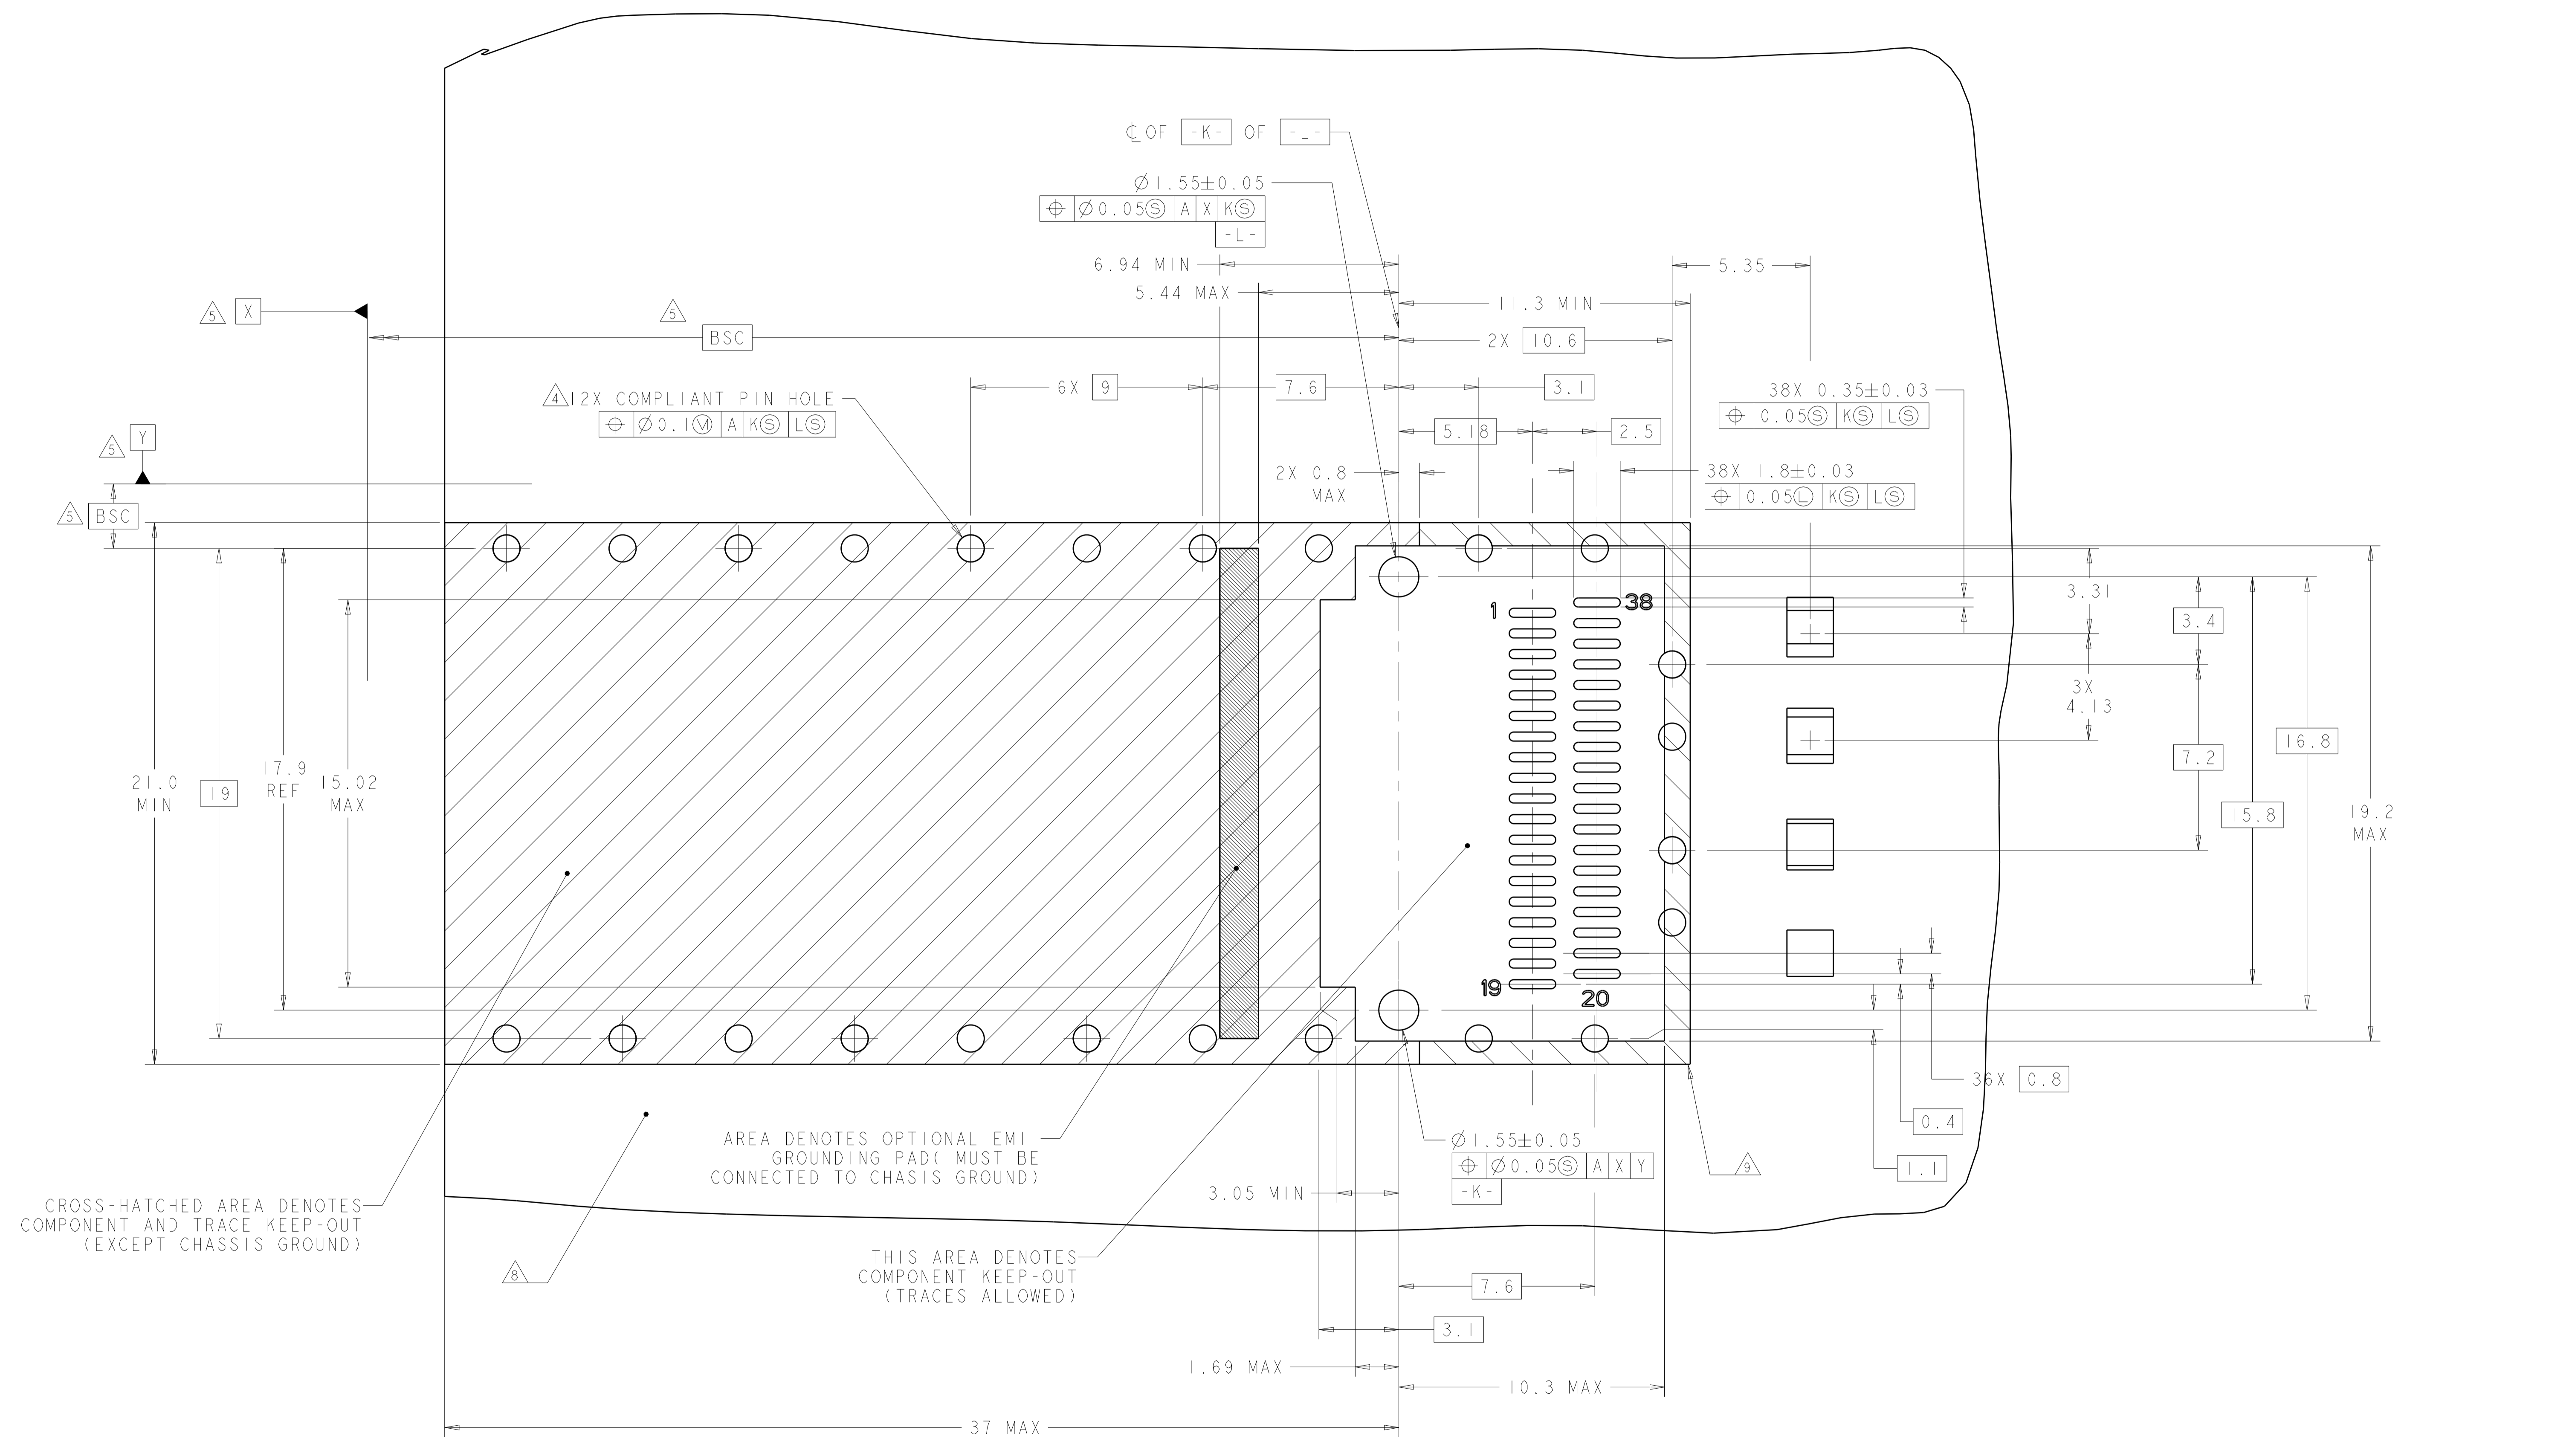 ℄ OF -K- OF -L-
Ø1.55±0.05
⌖ Ø0.05Ⓢ A X KⓈ
-L-
6.94 MIN
5.44 MAX
5.35
11.3 MIN
5 X
5
BSC
2X 10.6
6X 9
7.6
3.1
4 12X COMPLIANT PIN HOLE
⌖ Ø0.1Ⓜ A KⓈ LⓈ
38X 0.35±0.03
⌖ 0.05Ⓢ KⓈ LⓈ
5.18
2.5
5 Y
2X 0.8
MAX
38X 1.8±0.03
⌖ 0.05Ⓛ KⓈ LⓈ
5 BSC
1
38
3.31
3.4
3X
4.13
7.2
16.8
15.8
19.2
MAX
21.0
MIN
19
17.9
REF
15.02
MAX
19
20
36X 0.8
0.4
1.1
AREA DENOTES OPTIONAL EMI
GROUNDING PAD( MUST BE
CONNECTED TO CHASIS GROUND)
Ø1.55±0.05
⌖ Ø0.05Ⓢ A X Y
-K-
9
3.05 MIN
CROSS-HATCHED AREA DENOTES
COMPONENT AND TRACE KEEP-OUT
(EXCEPT CHASSIS GROUND)
8
THIS AREA DENOTES
COMPONENT KEEP-OUT
(TRACES ALLOWED)
7.6
3.1
1.69 MAX
10.3 MAX
37 MAX